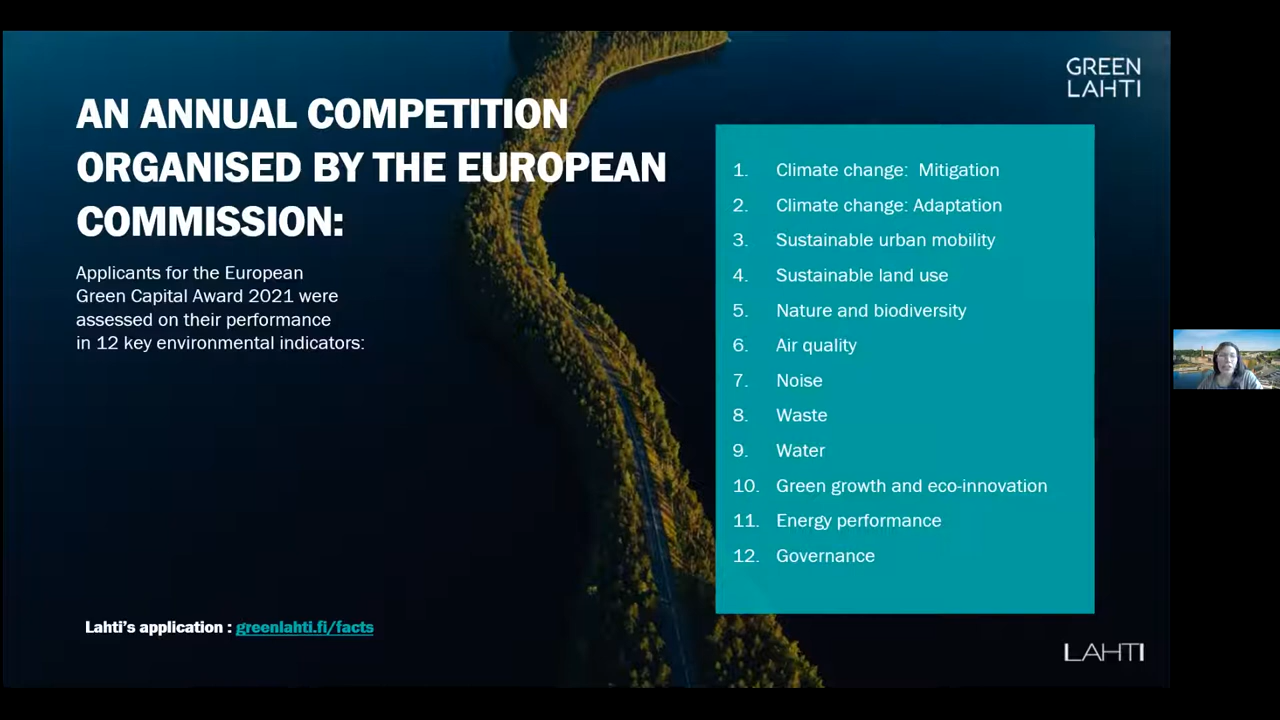 GREEN
LAHTI
AN ANNUAL COMPETITION
ORGANISED BY THE EUROPEAN
COMMISSION:
Applicants for the European
Green Capital Award 2021 were
assessed on their performance
in 12 key environmental indicators:
1. Climate change: Mitigation
2. Climate change: Adaptation
3. Sustainable urban mobility
4. Sustainable land use
5. Nature and biodiversity
6. Air quality
7. Noise
8. Waste
9. Water
10. Green growth and eco-innovation
11. Energy performance
12. Governance
Lahti’s application : greenlahti.fi/facts
LAHTI